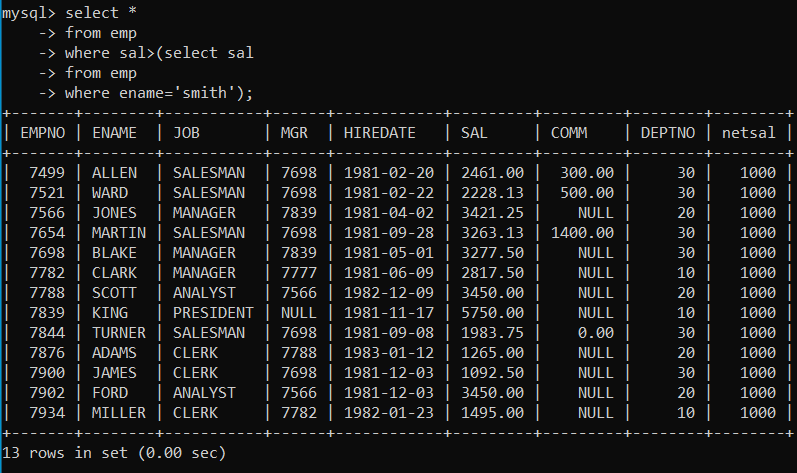 mysql> select *
    -> from emp
    -> where sal>(select sal
    -> from emp
    -> where ename='smith');
+-------+--------+-----------+------+------------+---------+---------+--------+--------+
| EMPNO | ENAME  | JOB       | MGR  | HIREDATE   | SAL     | COMM    | DEPTNO | netsal |
+-------+--------+-----------+------+------------+---------+---------+--------+--------+
|  7499 | ALLEN  | SALESMAN  | 7698 | 1981-02-20 | 2461.00 |  300.00 |     30 |   1000 |
|  7521 | WARD   | SALESMAN  | 7698 | 1981-02-22 | 2228.13 |  500.00 |     30 |   1000 |
|  7566 | JONES  | MANAGER   | 7839 | 1981-04-02 | 3421.25 |    NULL |     20 |   1000 |
|  7654 | MARTIN | SALESMAN  | 7698 | 1981-09-28 | 3263.13 | 1400.00 |     30 |   1000 |
|  7698 | BLAKE  | MANAGER   | 7839 | 1981-05-01 | 3277.50 |    NULL |     30 |   1000 |
|  7782 | CLARK  | MANAGER   | 7777 | 1981-06-09 | 2817.50 |    NULL |     10 |   1000 |
|  7788 | SCOTT  | ANALYST   | 7566 | 1982-12-09 | 3450.00 |    NULL |     20 |   1000 |
|  7839 | KING   | PRESIDENT | NULL | 1981-11-17 | 5750.00 |    NULL |     10 |   1000 |
|  7844 | TURNER | SALESMAN  | 7698 | 1981-09-08 | 1983.75 |    0.00 |     30 |   1000 |
|  7876 | ADAMS  | CLERK     | 7788 | 1983-01-12 | 1265.00 |    NULL |     20 |   1000 |
|  7900 | JAMES  | CLERK     | 7698 | 1981-12-03 | 1092.50 |    NULL |     30 |   1000 |
|  7902 | FORD   | ANALYST   | 7566 | 1981-12-03 | 3450.00 |    NULL |     20 |   1000 |
|  7934 | MILLER | CLERK     | 7782 | 1982-01-23 | 1495.00 |    NULL |     10 |   1000 |
+-------+--------+-----------+------+------------+---------+---------+--------+--------+
13 rows in set (0.00 sec)